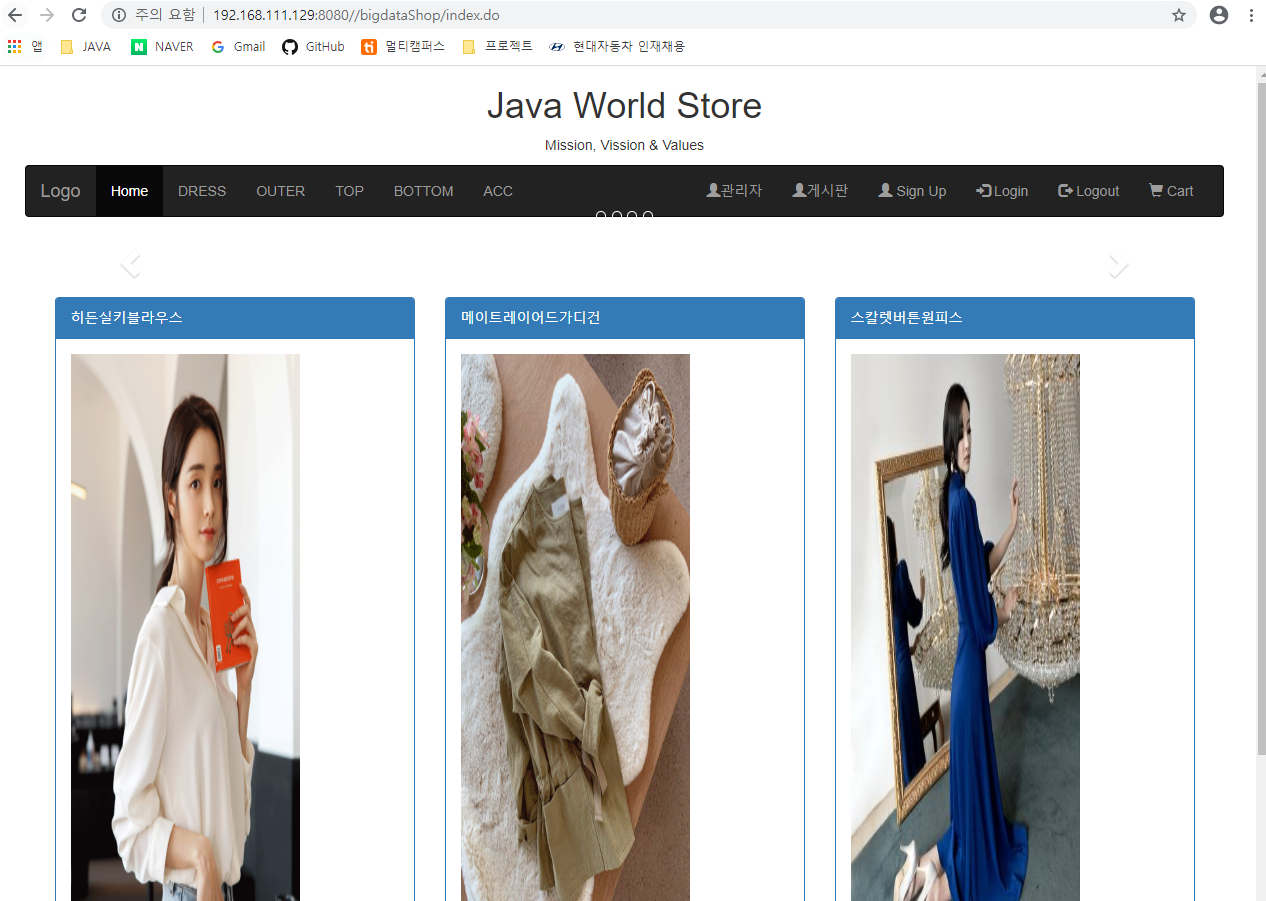 주의 요함 192.168.111.129:8080//bigdataShop/index.do
앱 JAVA NAVER Gmail GitHub 멀티캠퍼스 프로젝트 현대자동차 인재채용
Java World Store
Mission, Vission & Values
Logo Home DRESS OUTER TOP BOTTOM ACC 관리자 게시판 Sign Up Login Logout Cart
히든실키블라우스 메이트레이어드가디건 스칼렛버튼원피스